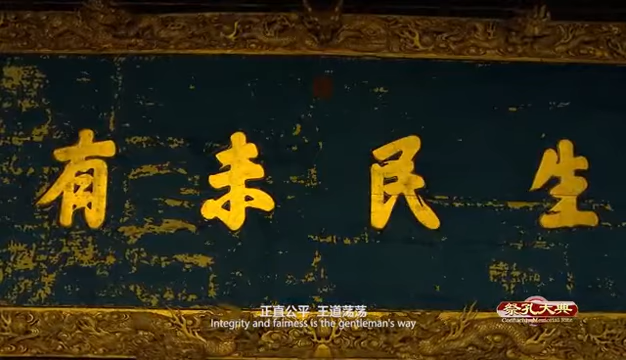 生民未有
正直公平 王道荡荡
Integrity and fairness is the gentleman's way
祭孔大典